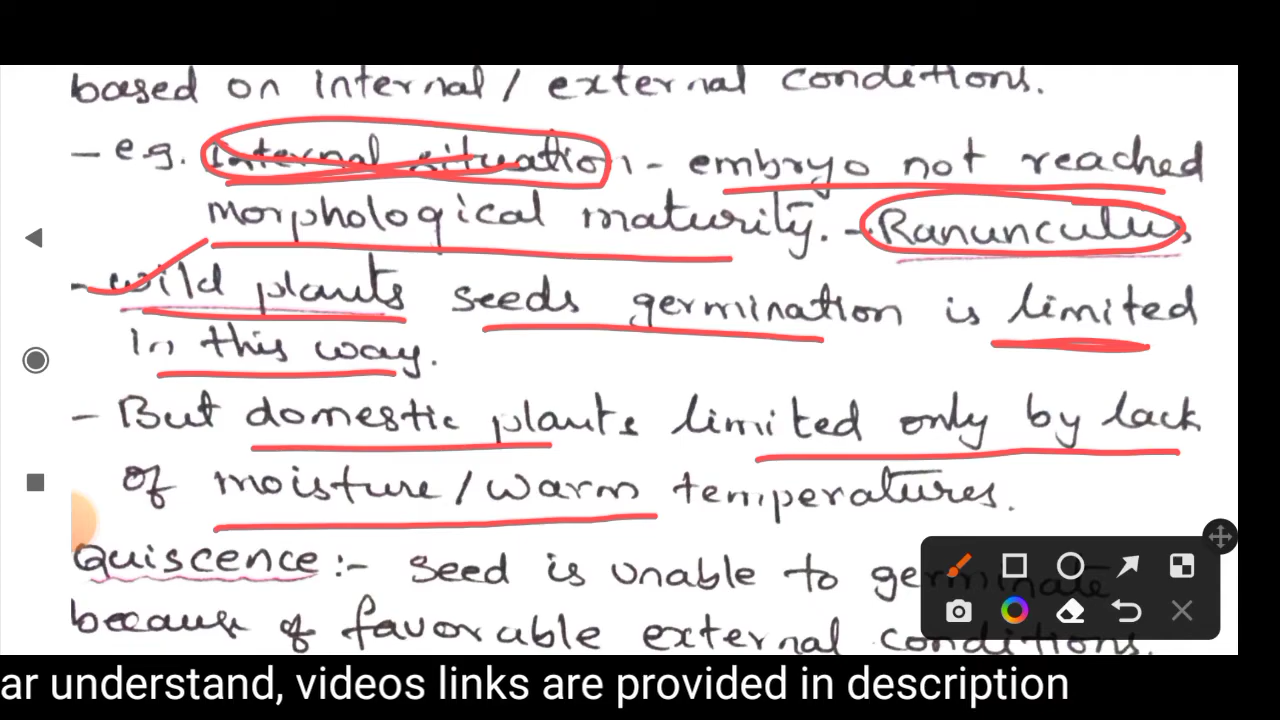 based on internal / external conditions.
- e.g. internal situation - embryo not reached
morphological maturity. - Ranunculus
- wild plants seeds germination is limited
in this way.
- But domestic plants limited only by lack
of moisture / warm temperatures.
Quiscence :- seed is unable to germinate
because of favorable external conditions.
ar understand, videos links are provided in description